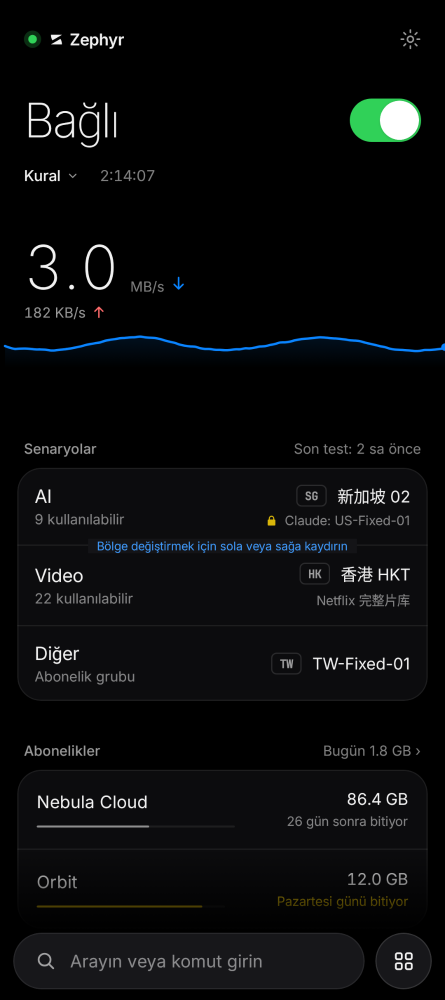 Zephyr
Bağlı
Kural 2:14:07
3.0 MB/s ↓
182 KB/s ↑
Senaryolar Son test: 2 sa önce
AI SG 新加坡 02
9 kullanılabilir Claude: US-Fixed-01
Bölge değiştirmek için sola veya sağa kaydırın
Video HK 香港 HKT
22 kullanılabilir Netflix 完整片库
Diğer TW TW-Fixed-01
Abonelik grubu
Abonelikler Bugün 1.8 GB ›
Nebula Cloud 86.4 GB
26 gün sonra bitiyor
Orbit 12.0 GB
Pazartesi günü bitiyor
Arayın veya komut girin